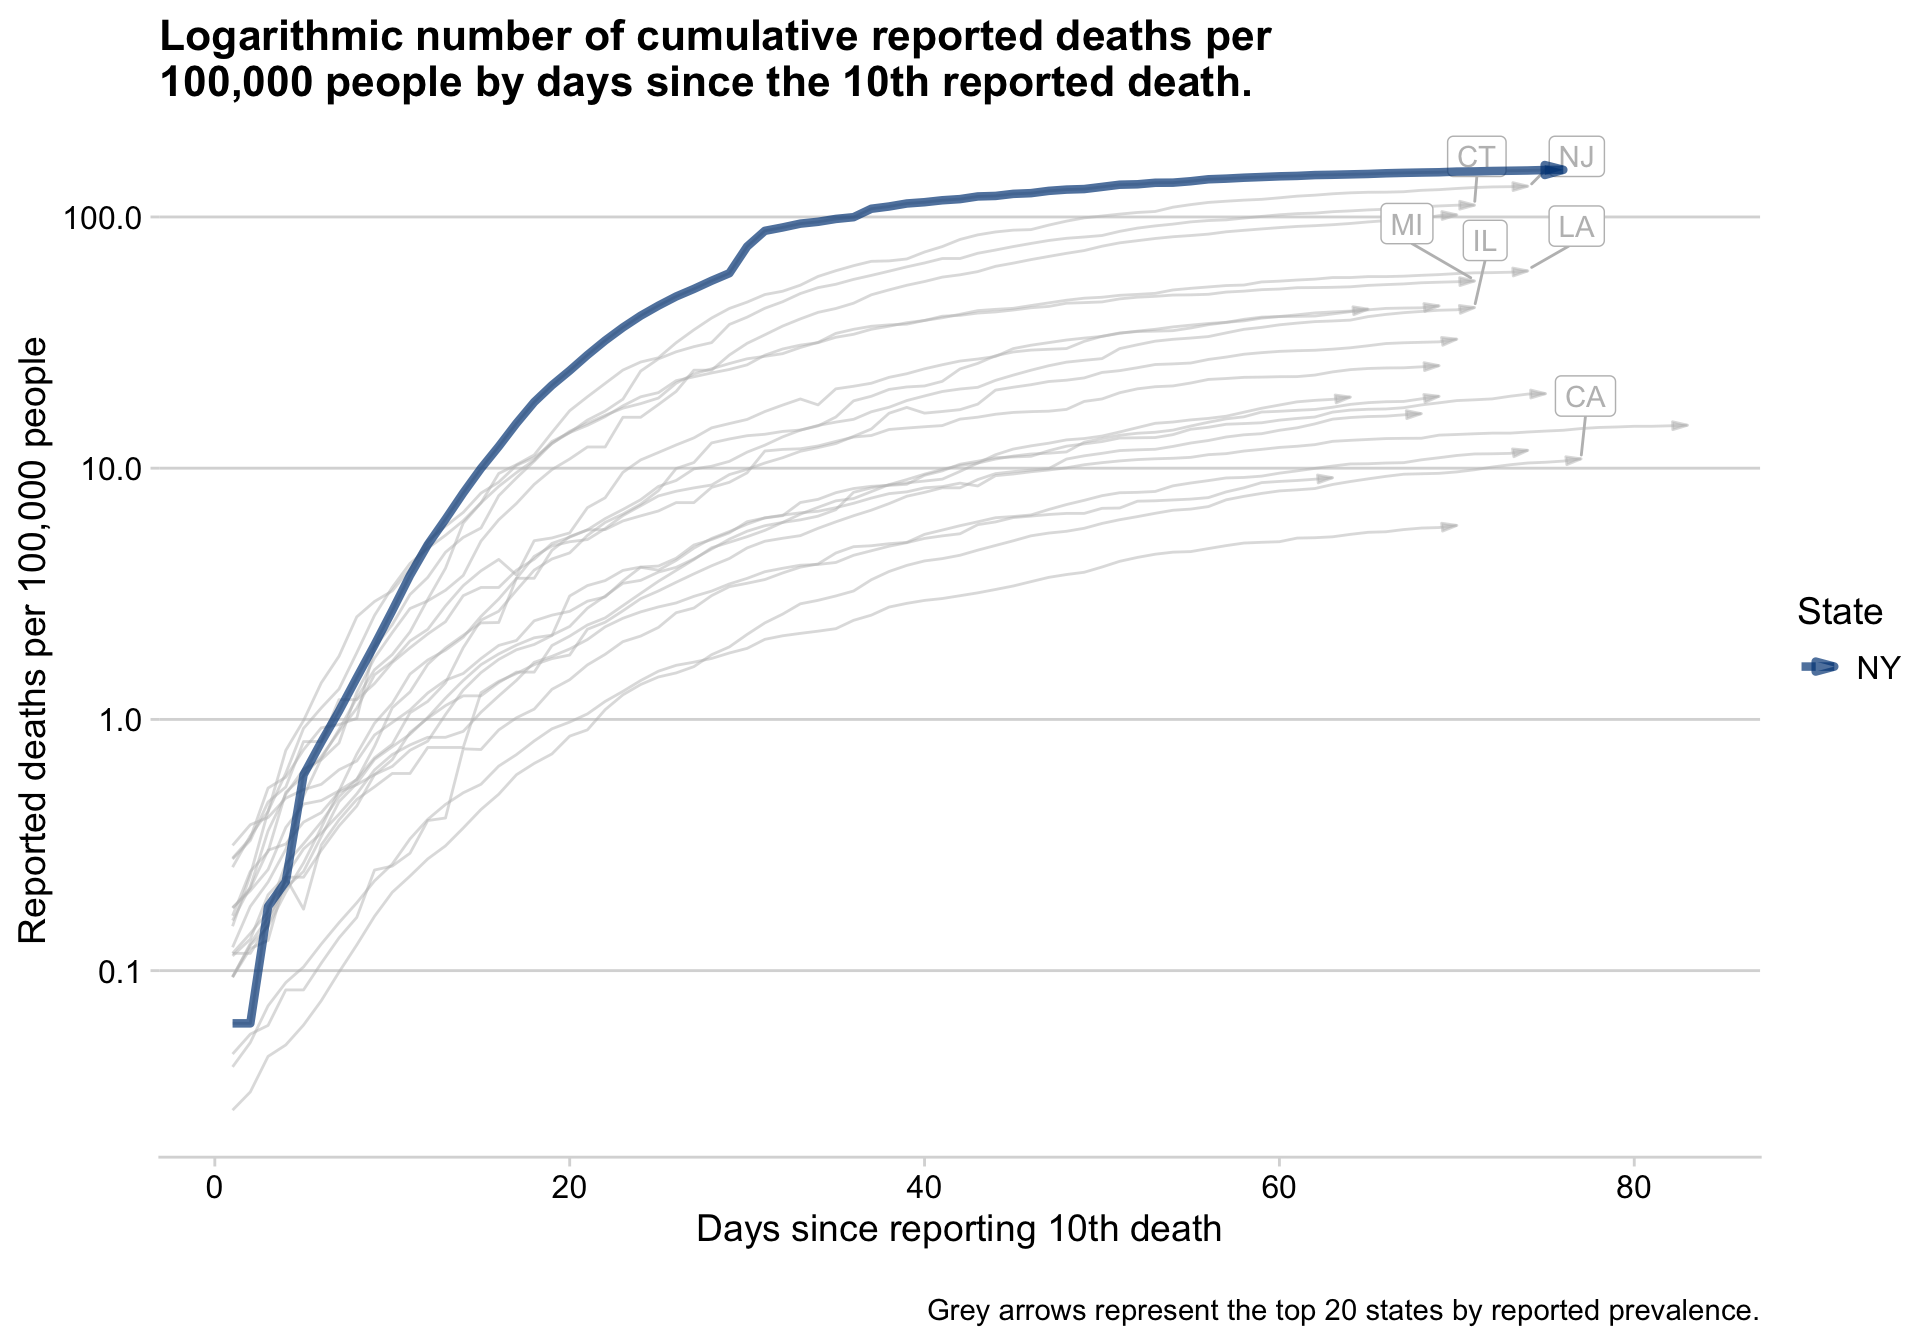 Logarithmic number of cumulative reported deaths per
100,000 people by days since the 10th reported death.
CT
NJ
MI
LA
IL
CA
100.0
10.0
1.0
0.1
Reported deaths per 100,000 people
0
20
40
60
80
Days since reporting 10th death
State
NY
Grey arrows represent the top 20 states by reported prevalence.